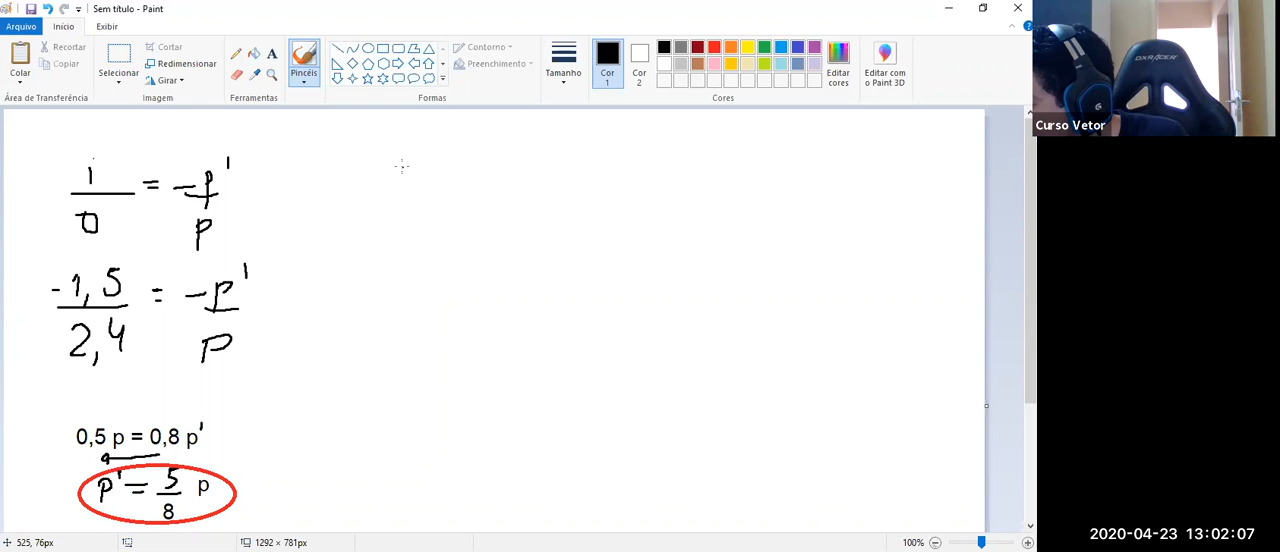 Sem título - Paint
Arquivo Início Exibir
Colar
Recortar
Copiar
Área de Transferência
Selecionar
Cortar
Redimensionar
Girar
Imagem
A
Ferramentas
Pincéis
Contorno
Preenchimento
Formas
Tamanho
Cor 1
Cor 2
Editar cores
Cores
Editar com o Paint 3D
DXRACER
Curso Vetor
i/o = -p'/p
-1,5/2,4 = -p'/p
0,5 p = 0,8 p'
p' = 5/8 p
525, 76px
1292 × 781px
100%
2020-04-23 13:02:07